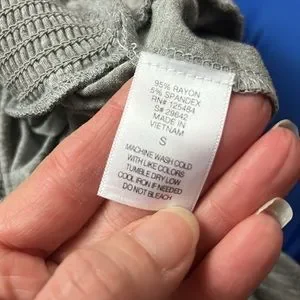 95% RAYON
5% SPANDEX
RN# 125484
S# 29642
MADE IN
VIETNAM
S
MACHINE WASH COLD
WITH LIKE COLORS
TUMBLE DRY LOW
COOL IRON IF NEEDED
DO NOT BLEACH